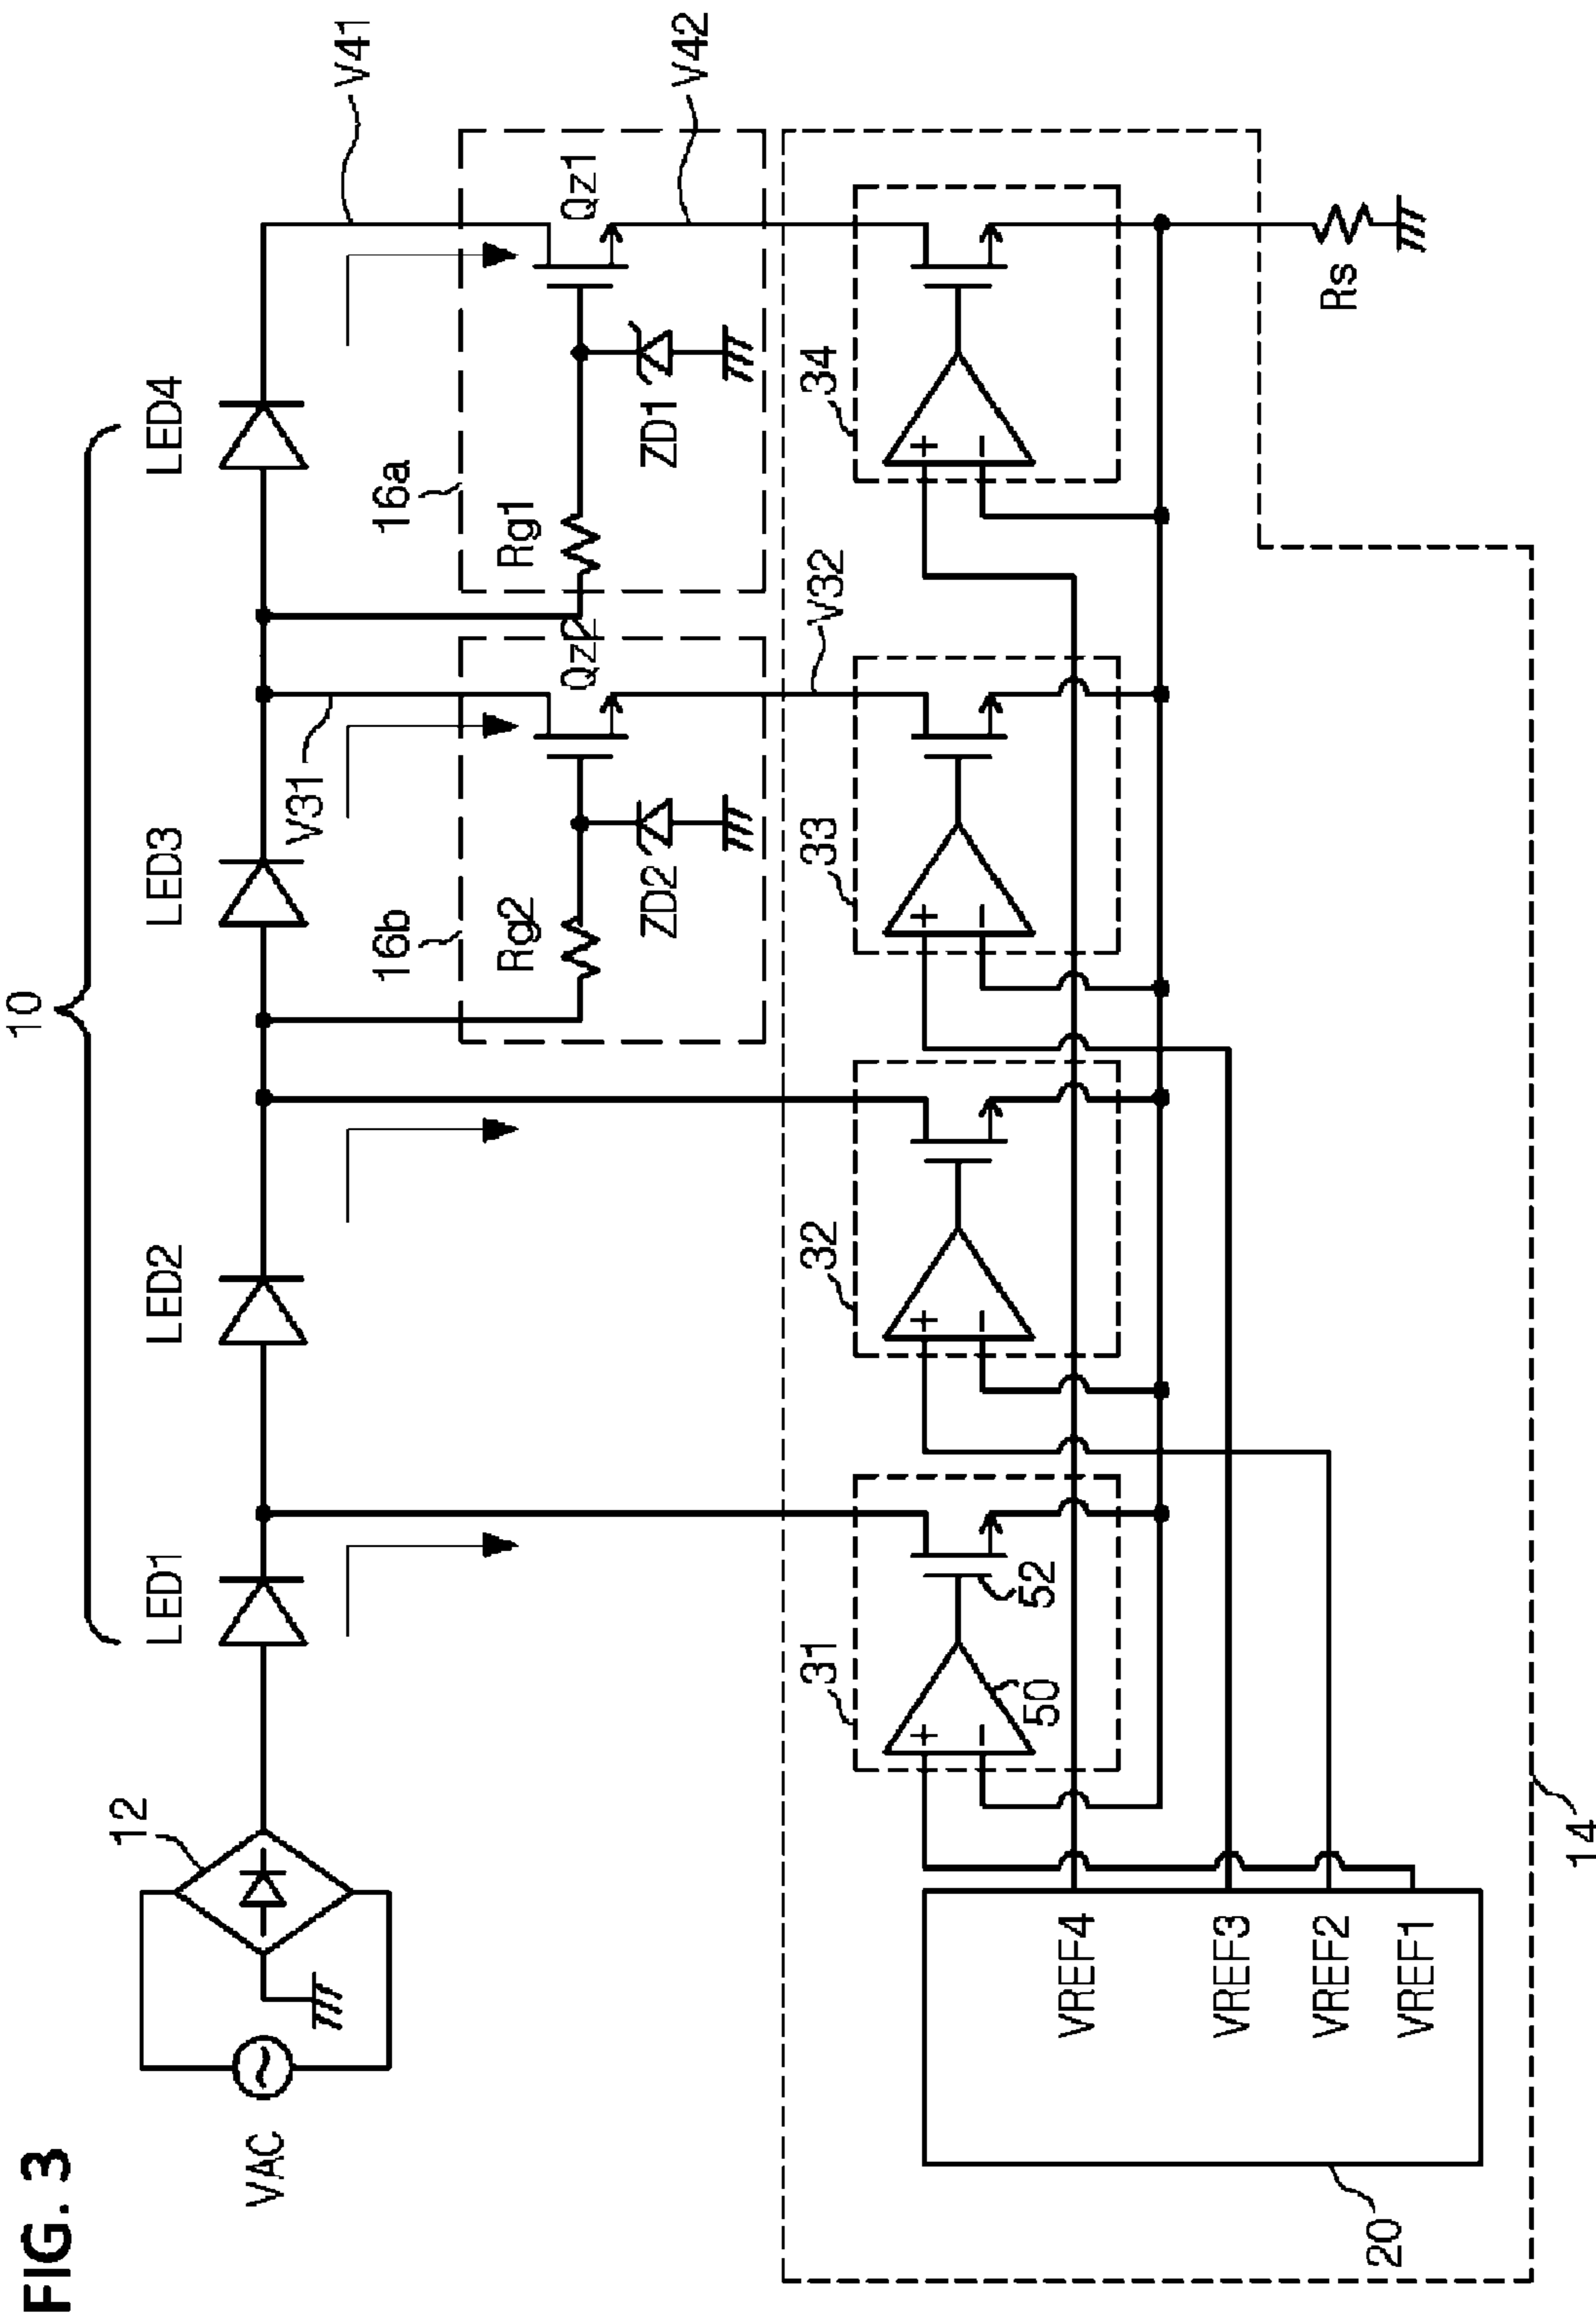 FIG. 3
10
VAC
12
LED1
LED2
LED3
LED4
V41
V31
16b
16a
Rg2
Qz2
Rg1
Qz1
ZD2
ZD1
V32
V42
31
32
33
34
+
−
50
52
+
−
+
−
+
−
VREF4
VREF3
VREF2
VREF1
Rs
20
14